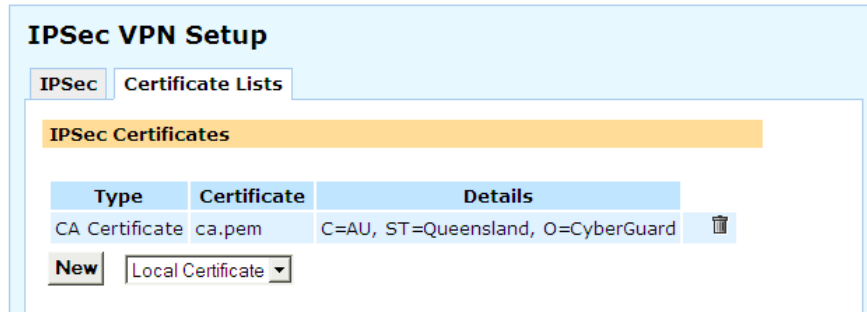 IPSec VPN Setup
IPSec Certificate Lists
IPSec Certificates
Type Certificate Details
CA Certificate ca.pem C=AU, ST=Queensland, O=CyberGuard
New Local Certificate